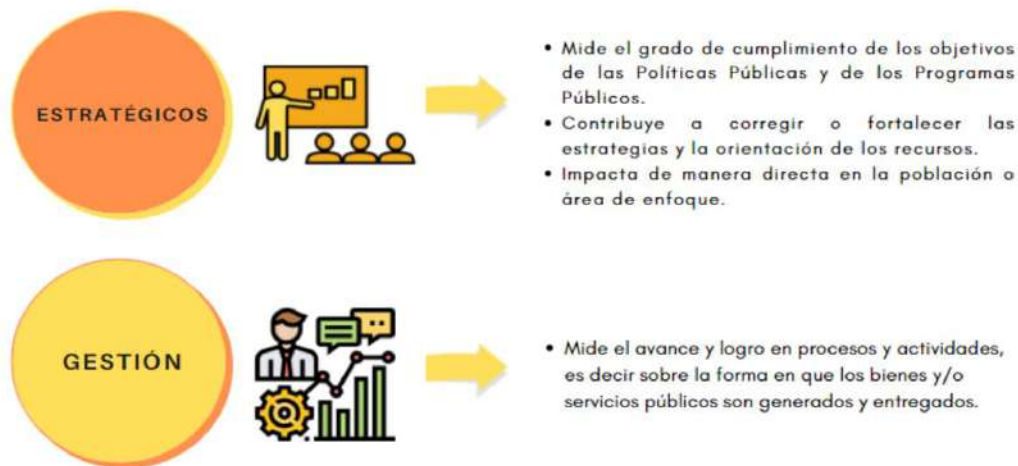 ESTRATÉGICOS
• Mide el grado de cumplimiento de los objetivos
de las Políticas Públicas y de los Programas
Públicos.
• Contribuye a corregir o fortalecer las
estrategias y la orientación de los recursos.
• Impacta de manera directa en la población o
área de enfoque.
GESTIÓN
• Mide el avance y logro en procesos y actividades,
es decir sobre la forma en que los bienes y/o
servicios públicos son generados y entregados.